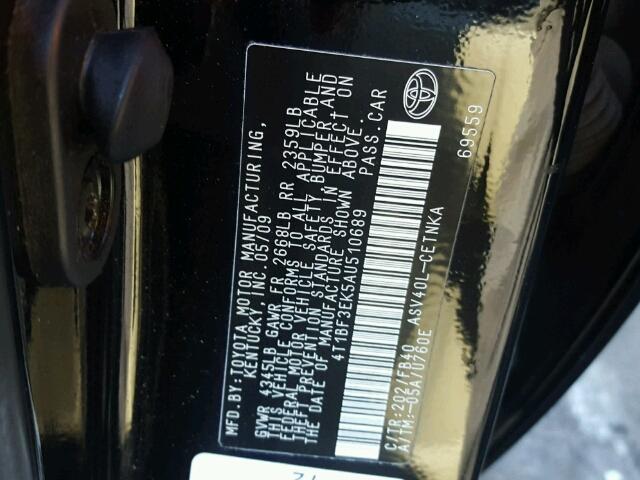 MFD.BY:TOYOTA MOTOR MANUFACTURING,
KENTUCKY, INC. 05/09
GVWR 4345LB GAWR FR 2668LB RR 2359LB
THIS VEHICLE CONFORMS TO ALL APPLICABLE
FEDERAL MOTOR VEHICLE SAFETY, BUMPER, AND
THEFT PREVENTION STANDARDS IN EFFECT ON
THE DATE OF MANUFACTURE SHOWN ABOVE.
4T1BF3EK5AU510689 PASS.CAR
C/TR:202/FB40 ASV40L-CETNKA
A/TM:-05A/U760E
69559